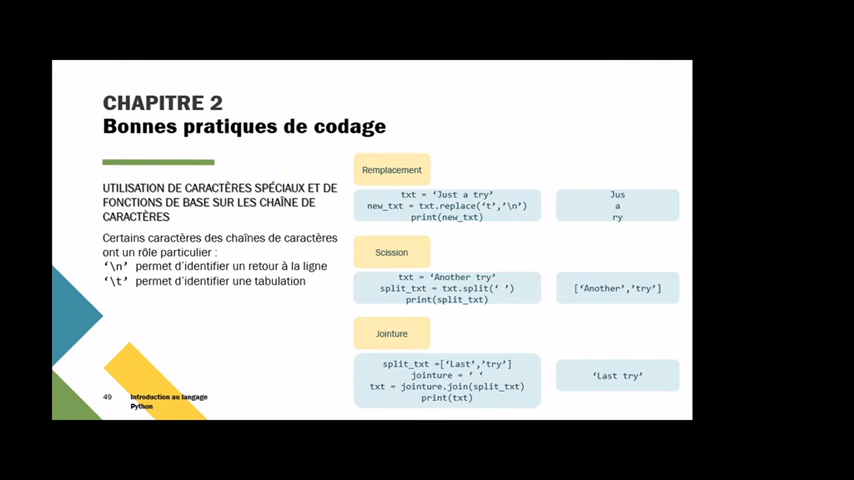 CHAPITRE 2
Bonnes pratiques de codage
UTILISATION DE CARACTÈRES SPÉCIAUX ET DE
FONCTIONS DE BASE SUR LES CHAÎNE DE
CARACTÈRES
Certains caractères des chaînes de caractères
ont un rôle particulier :
‘\n’ permet d’identifier un retour à la ligne
‘\t’ permet d’identifier une tabulation
Remplacement
txt = ‘Just a try’
new_txt = txt.replace(‘t’,’\n’)
print(new_txt)
Jus
a
ry
Scission
txt = ‘Another try’
split_txt = txt.split(‘ ’)
print(split_txt)
[‘Another’,’try’]
Jointure
split_txt =[‘Last’,’try’]
jointure = ‘ ‘
txt = jointure.join(split_txt)
print(txt)
‘Last try’
49
Introduction au langage
Python